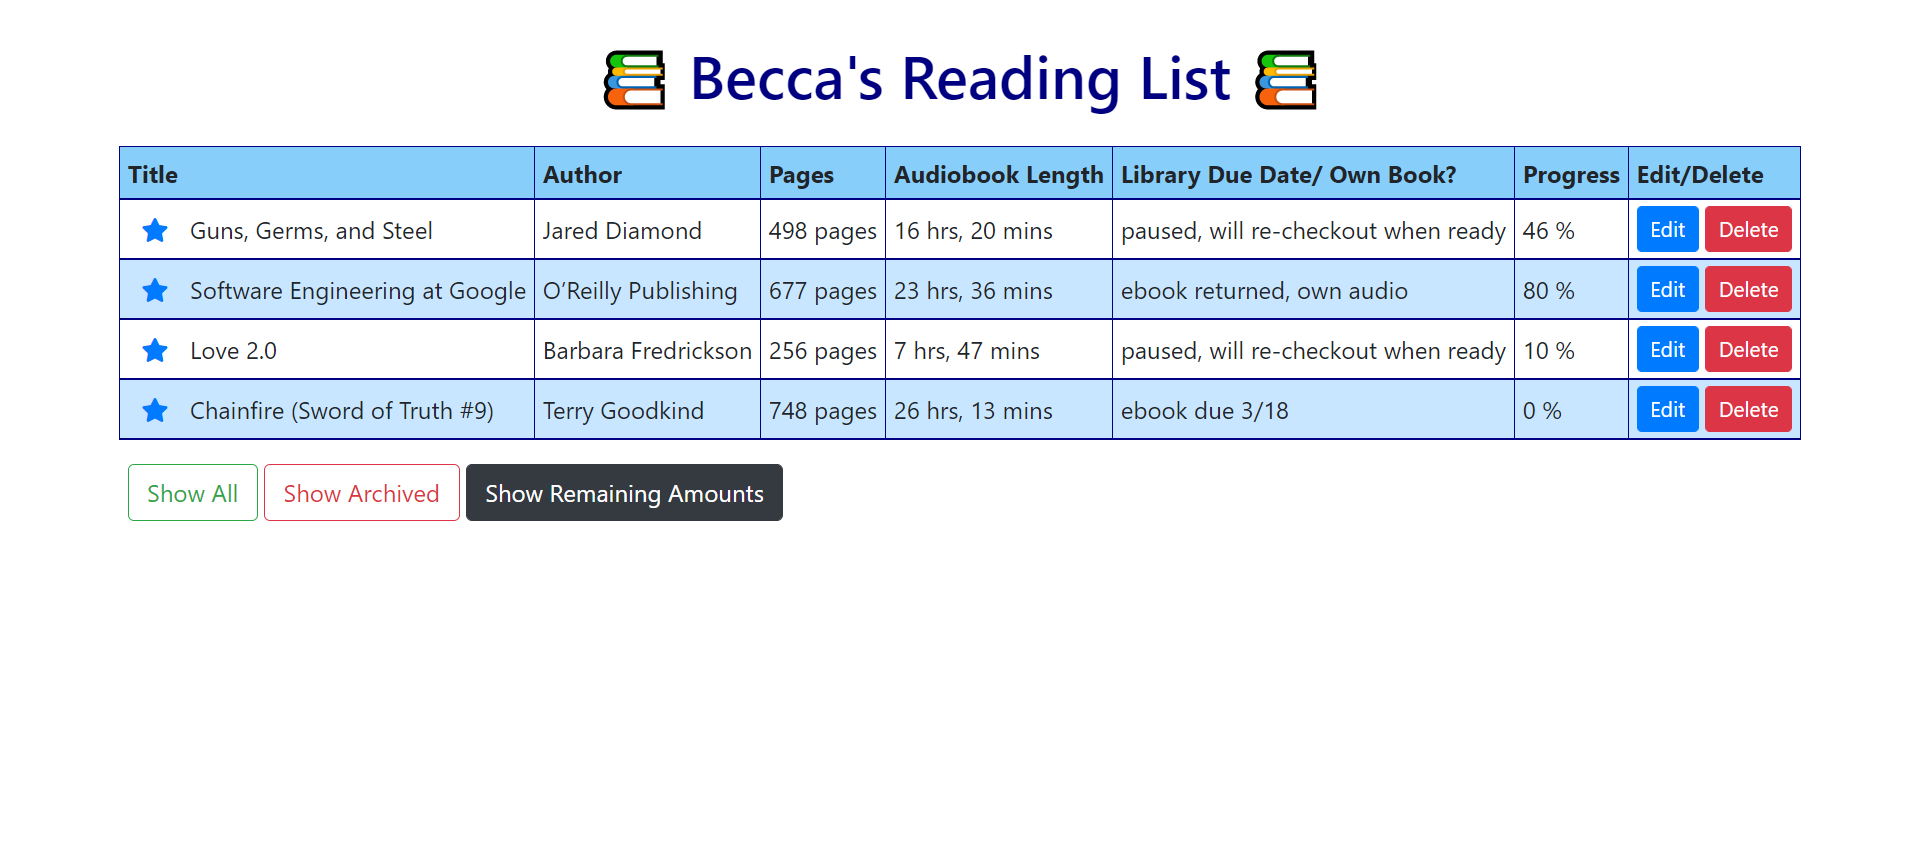 Becca's Reading List
Title Author Pages Audiobook Length Library Due Date/ Own Book? Progress Edit/Delete
Guns, Germs, and Steel Jared Diamond 498 pages 16 hrs, 20 mins paused, will re-checkout when ready 46 % Edit Delete
Software Engineering at Google O’Reilly Publishing 677 pages 23 hrs, 36 mins ebook returned, own audio 80 % Edit Delete
Love 2.0 Barbara Fredrickson 256 pages 7 hrs, 47 mins paused, will re-checkout when ready 10 % Edit Delete
Chainfire (Sword of Truth #9) Terry Goodkind 748 pages 26 hrs, 13 mins ebook due 3/18 0 % Edit Delete
Show All Show Archived Show Remaining Amounts